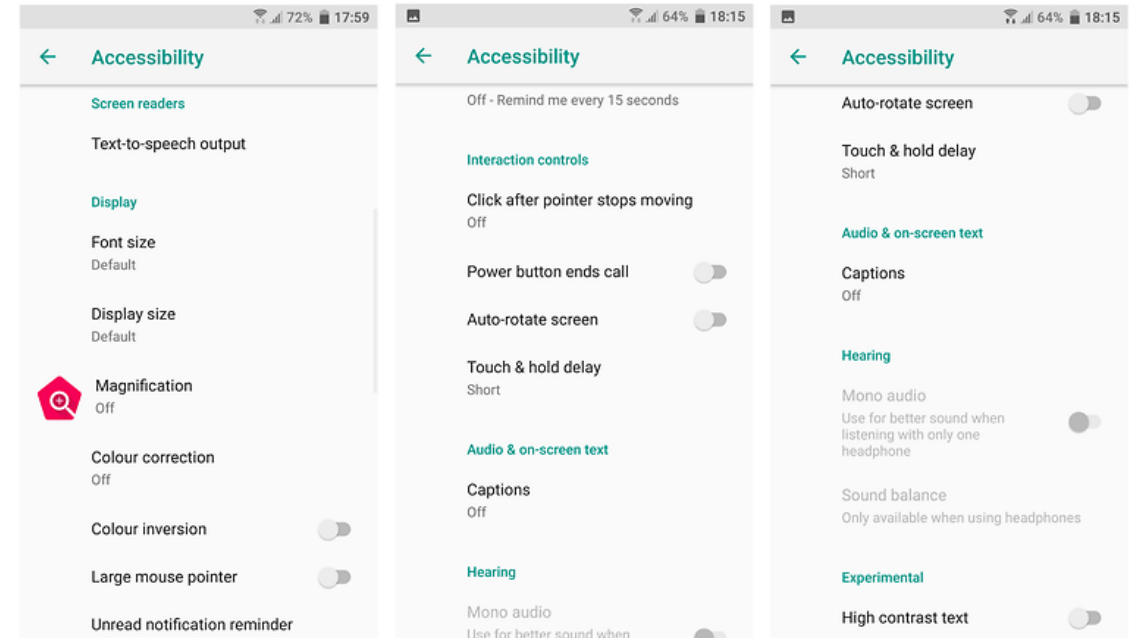 72% 17:59
Accessibility
Screen readers
Text-to-speech output
Display
Font size
Default
Display size
Default
Magnification
Off
Colour correction
Off
Colour inversion
Large mouse pointer
Unread notification reminder
64% 18:15
Accessibility
Off - Remind me every 15 seconds
Interaction controls
Click after pointer stops moving
Off
Power button ends call
Auto-rotate screen
Touch & hold delay
Short
Audio & on-screen text
Captions
Off
Hearing
Mono audio
Use for better sound when
64% 18:15
Accessibility
Auto-rotate screen
Touch & hold delay
Short
Audio & on-screen text
Captions
Off
Hearing
Mono audio
Use for better sound when
listening with only one
headphone
Sound balance
Only available when using headphones
Experimental
High contrast text